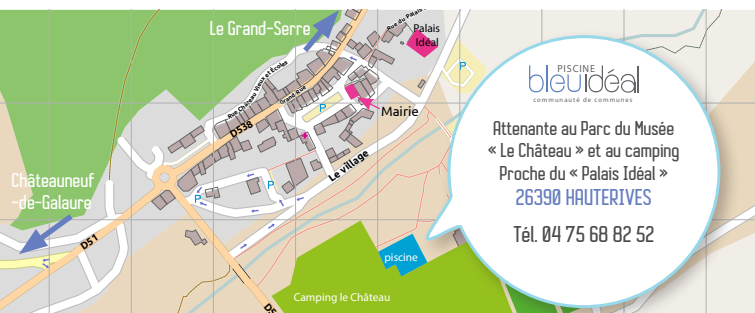 Le Grand-Serre
Rue du Palais
Palais
Idéal
P
Rue Château Vieux et Écoles
Grand Rue
P
Mairie
D538
Le village
P
P
Châteauneuf
-de-Galaure
D51
piscine
Camping le Château
PISCINE
bleu idéal
communauté de communes
Attenante au Parc du Musée
« Le Château » et au camping
Proche du « Palais Idéal »
26390 HAUTERIVES
Tél. 04 75 68 82 52